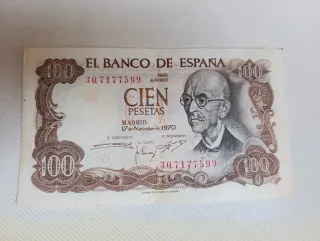 EL BANCO DE ESPAÑA
100
100
3Q7177599
CIEN
PESETAS
MADRID
17 de Noviembre de 1970
3Q7177599
100
100